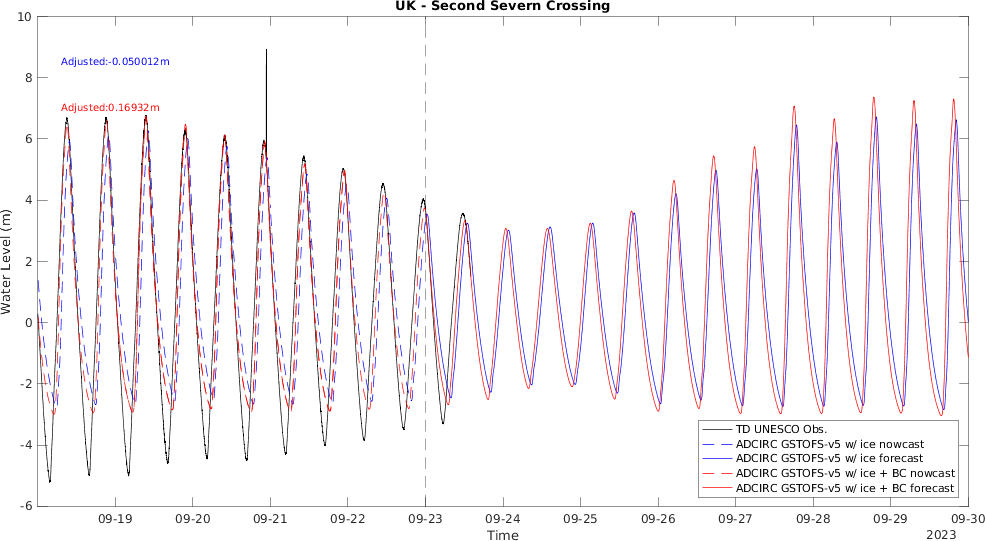 UK - Second Severn Crossing
10
8
6
4
2
0
-2
-4
-6
Water Level (m)
Adjusted:-0.050012m
Adjusted:0.16932m
TD UNESCO Obs.
ADCIRC GSTOFS-v5 w/ ice nowcast
ADCIRC GSTOFS-v5 w/ ice forecast
ADCIRC GSTOFS-v5 w/ ice + BC nowcast
ADCIRC GSTOFS-v5 w/ ice + BC forecast
09-19 09-20 09-21 09-22 09-23 09-24 09-25 09-26 09-27 09-28 09-29 09-30
Time
2023